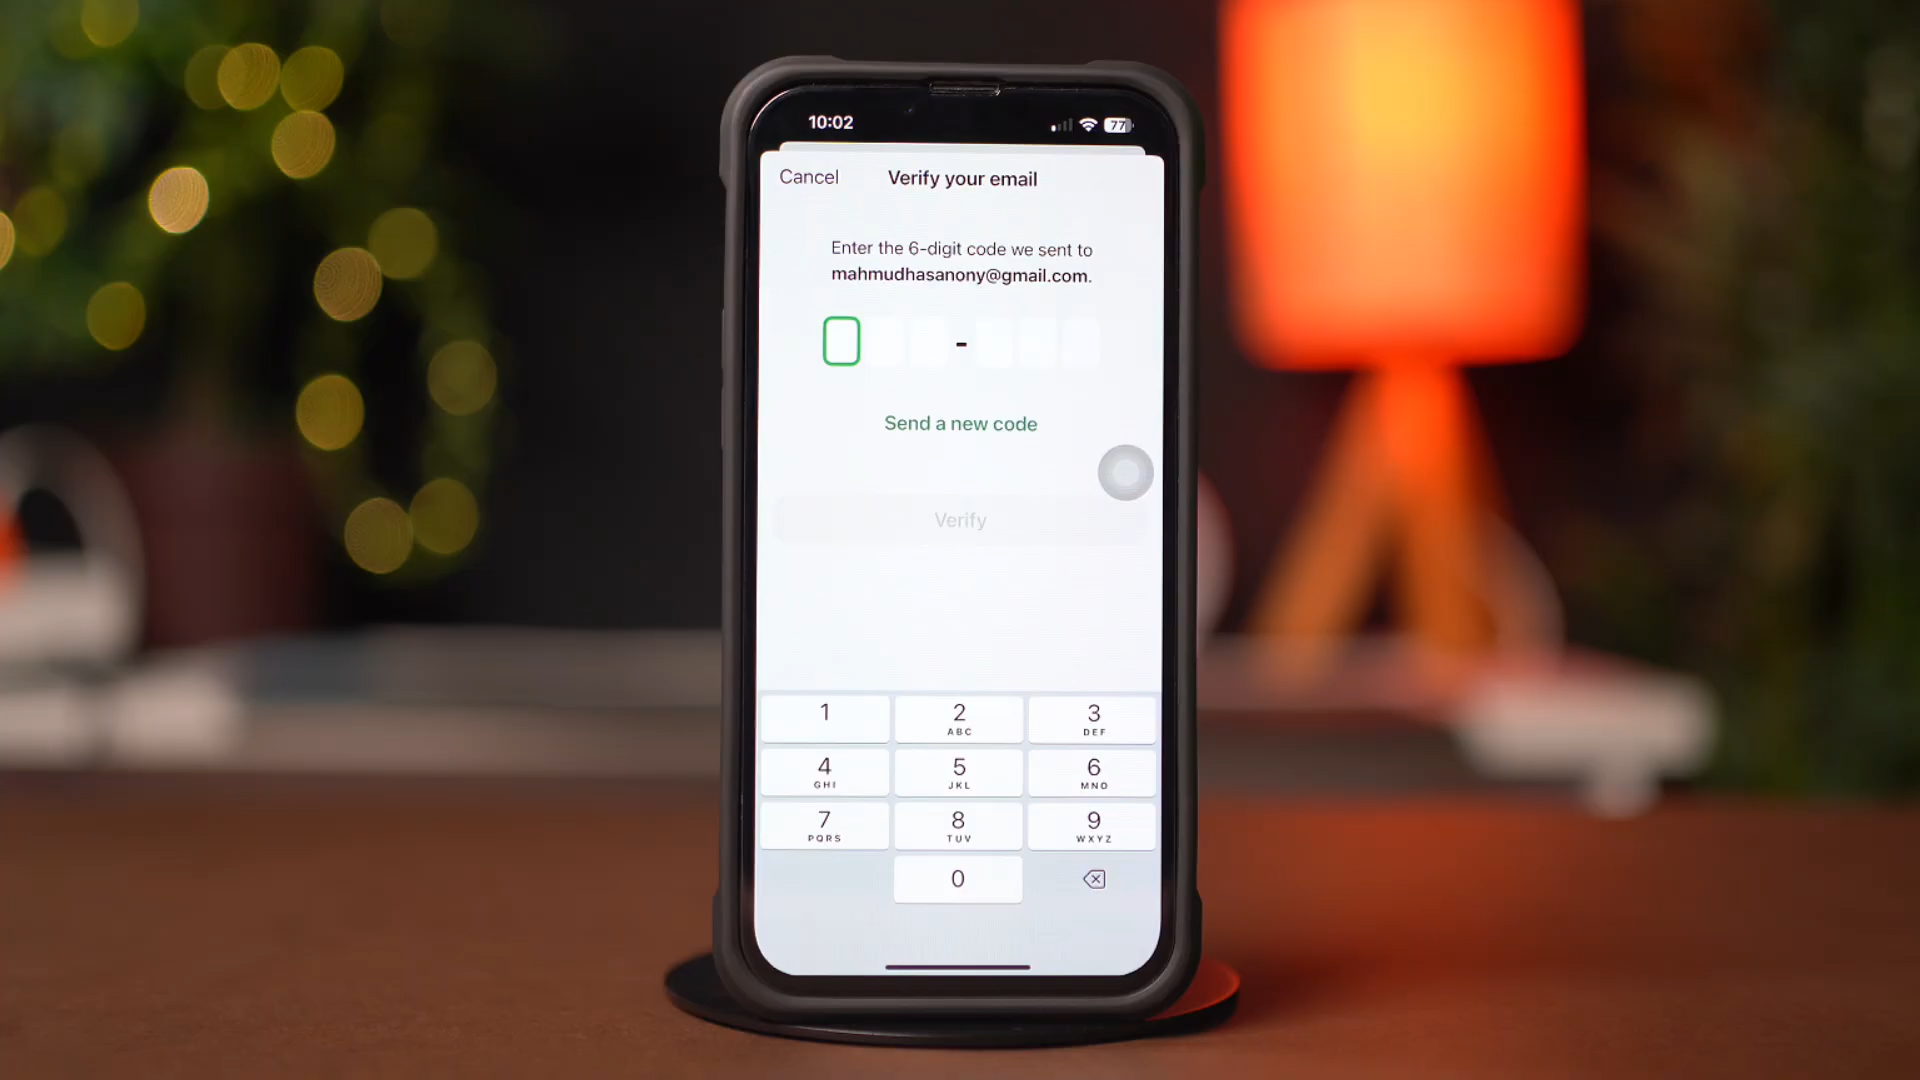 10:02
77
Cancel
Verify your email
Enter the 6-digit code we sent to
mahmudhasanony@gmail.com.
-
Send a new code
Verify
1
2
3
ABC
DEF
4
5
6
GHI
JKL
MNO
7
8
9
PQRS
TUV
WXYZ
0